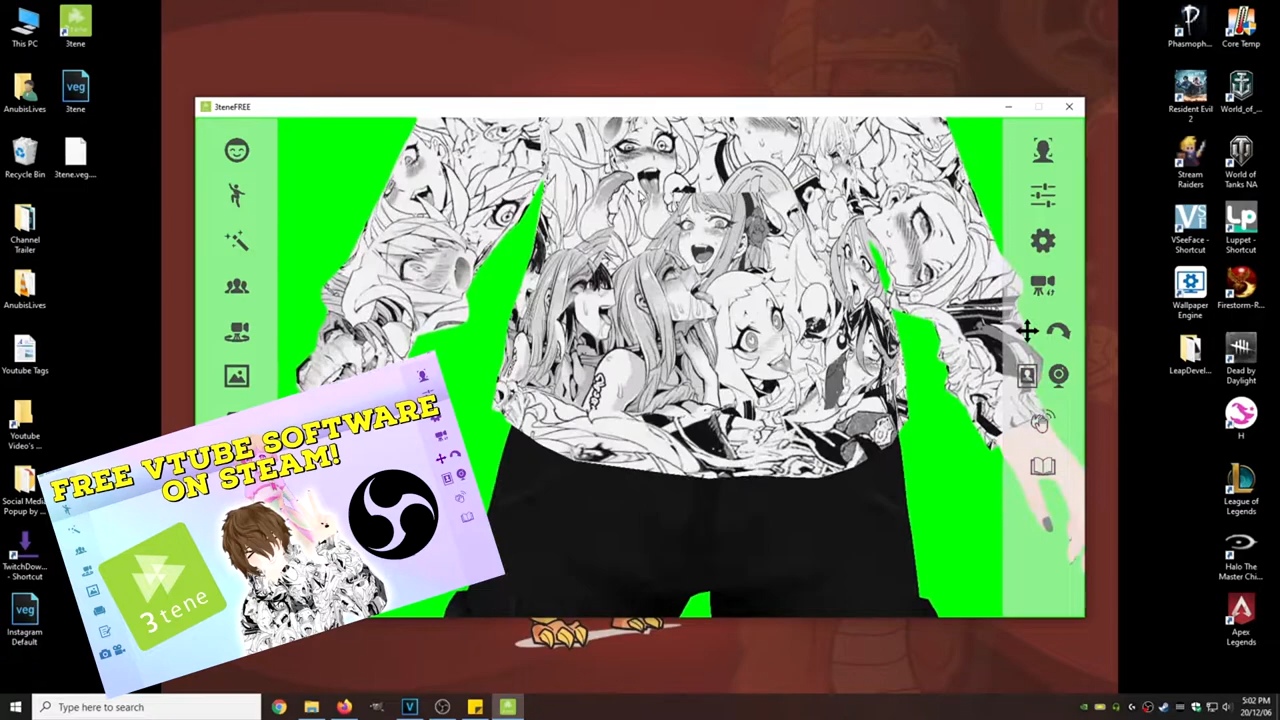 This PC
3tene
AnubisLives
3tene
Recycle Bin
3tene.veg....
Channel
Trailer
AnubisLives
Youtube Tags
Youtube
Video's ...
Social Media
Popup by ...
TwitchDow...
- Shortcut
Instagram
Default
3teneFREE
FREE VTUBE SOFTWARE
ON STEAM!
3tene
Phasmoph...
Core Temp
Resident Evil
2
World_of_...
Stream
Raiders
World of
Tanks NA
VSeeFace -
Shortcut
Luppet -
Shortcut
Wallpaper
Engine
Firestorm-R...
LeapDevel...
Dead by
Daylight
H
League of
Legends
Halo The
Master Chi...
Apex
Legends
Type here to search
5:02 PM
20/12/06